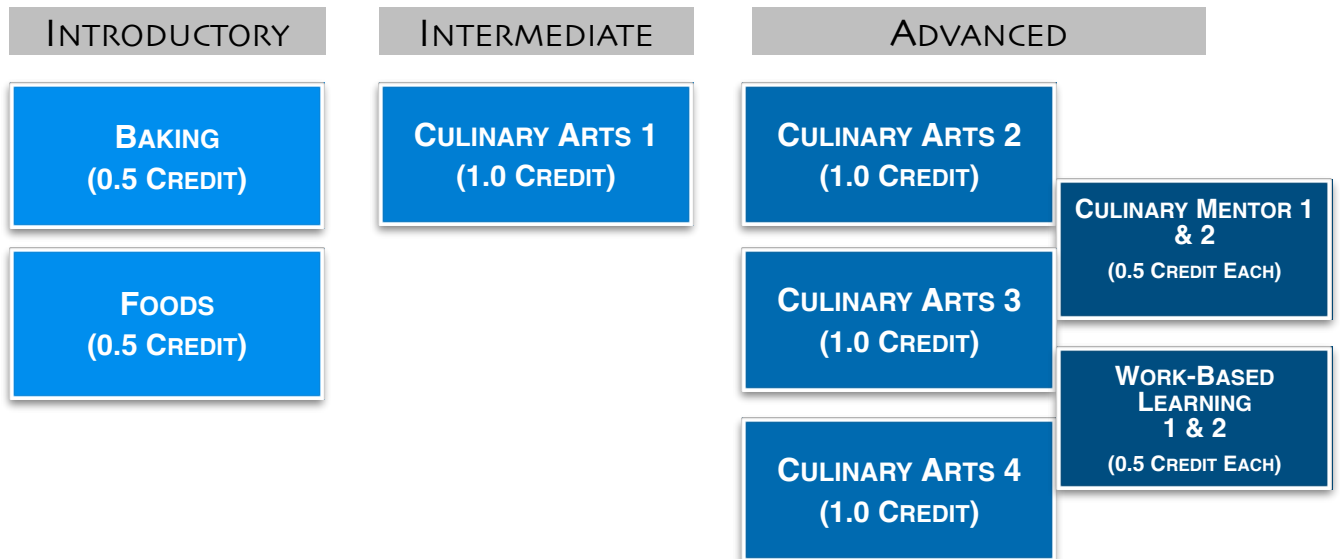 INTRODUCTORY
INTERMEDIATE
ADVANCED
BAKING
(0.5 CREDIT)
FOODS
(0.5 CREDIT)
CULINARY ARTS 1
(1.0 CREDIT)
CULINARY ARTS 2
(1.0 CREDIT)
CULINARY ARTS 3
(1.0 CREDIT)
CULINARY ARTS 4
(1.0 CREDIT)
CULINARY MENTOR 1
& 2
(0.5 CREDIT EACH)
WORK-BASED
LEARNING
1 & 2
(0.5 CREDIT EACH)